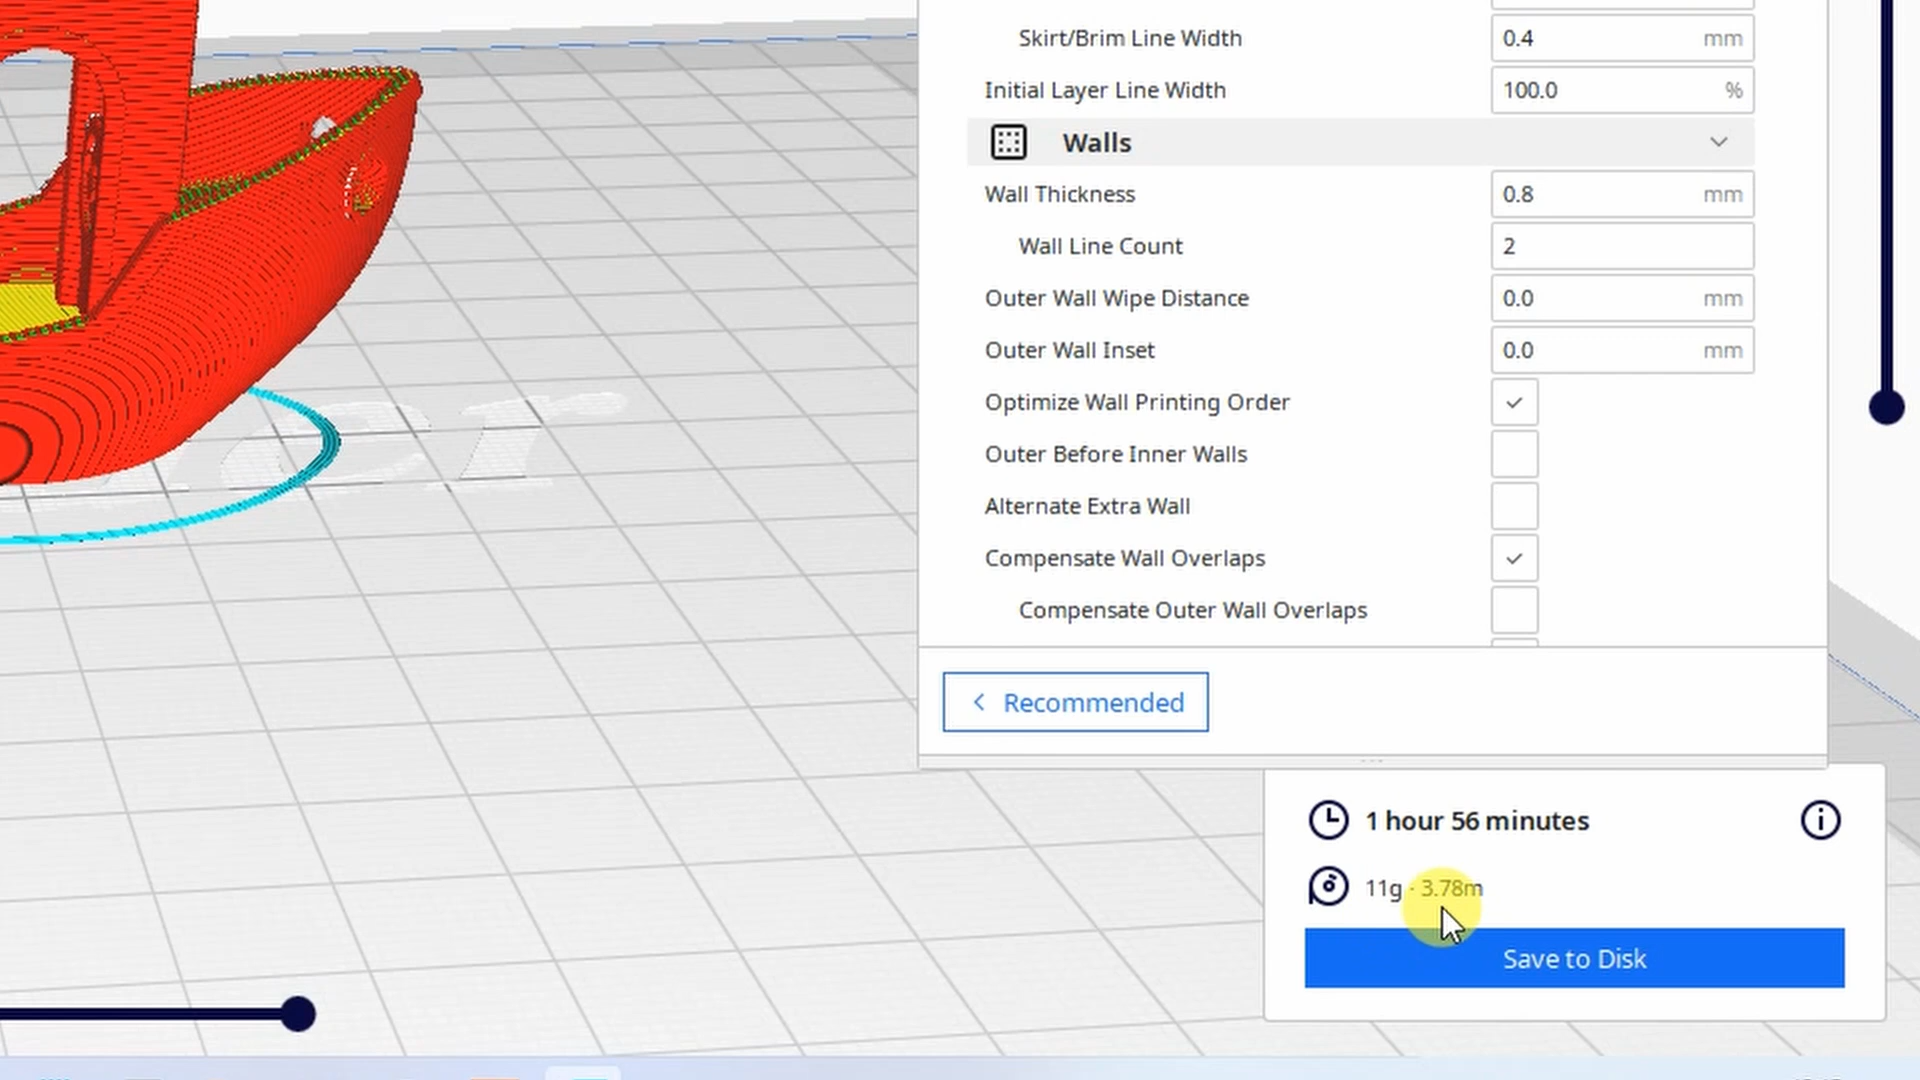 Skirt/Brim Line Width 0.4 mm
Initial Layer Line Width 100.0 %
Walls
Wall Thickness 0.8 mm
Wall Line Count 2
Outer Wall Wipe Distance 0.0 mm
Outer Wall Inset 0.0 mm
Optimize Wall Printing Order
Outer Before Inner Walls
Alternate Extra Wall
Compensate Wall Overlaps
Compensate Outer Wall Overlaps
Recommended
1 hour 56 minutes
11g · 3.78m
Save to Disk